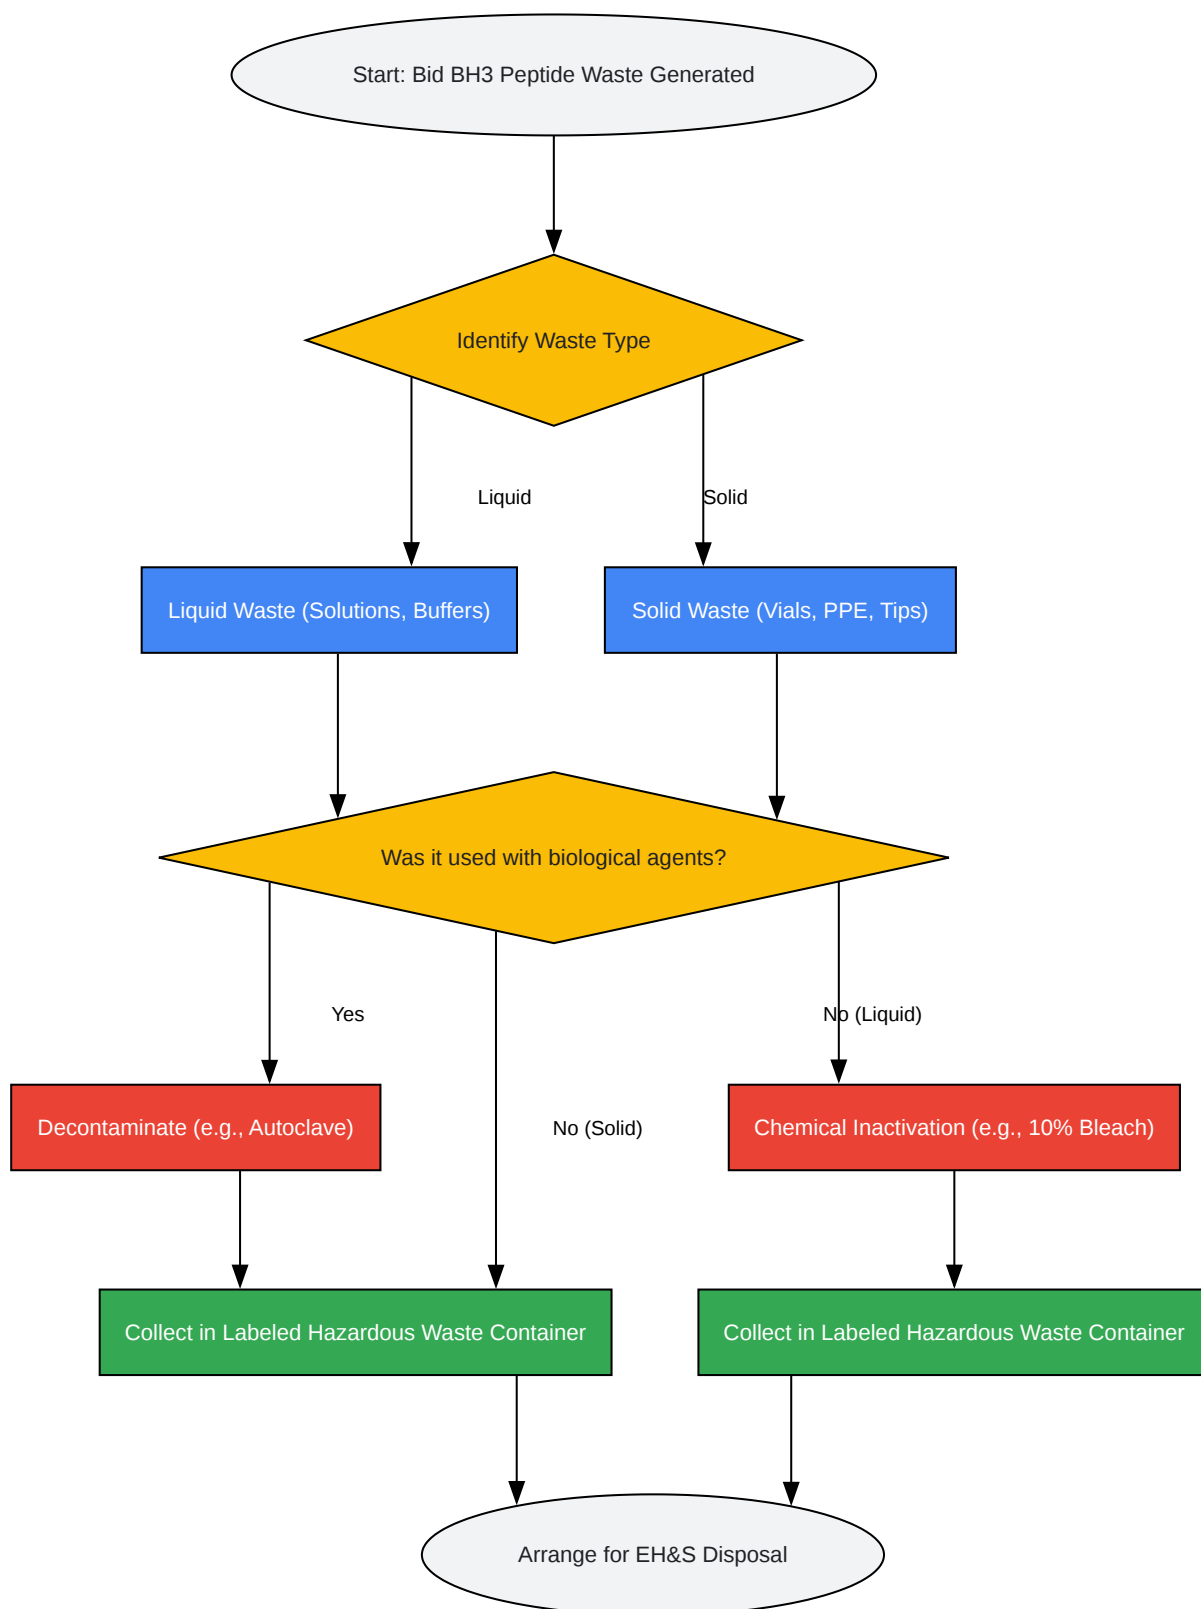 Start: Bid BH3 Peptide Waste Generated
Identify Waste Type
Liquid
Solid
Liquid Waste (Solutions, Buffers)
Solid Waste (Vials, PPE, Tips)
Was it used with biological agents?
Yes
No (Liquid)
Decontaminate (e.g., Autoclave)
No (Solid)
Chemical Inactivation (e.g., 10% Bleach)
Collect in Labeled Hazardous Waste Container
Collect in Labeled Hazardous Waste Container
Arrange for EH&S Disposal